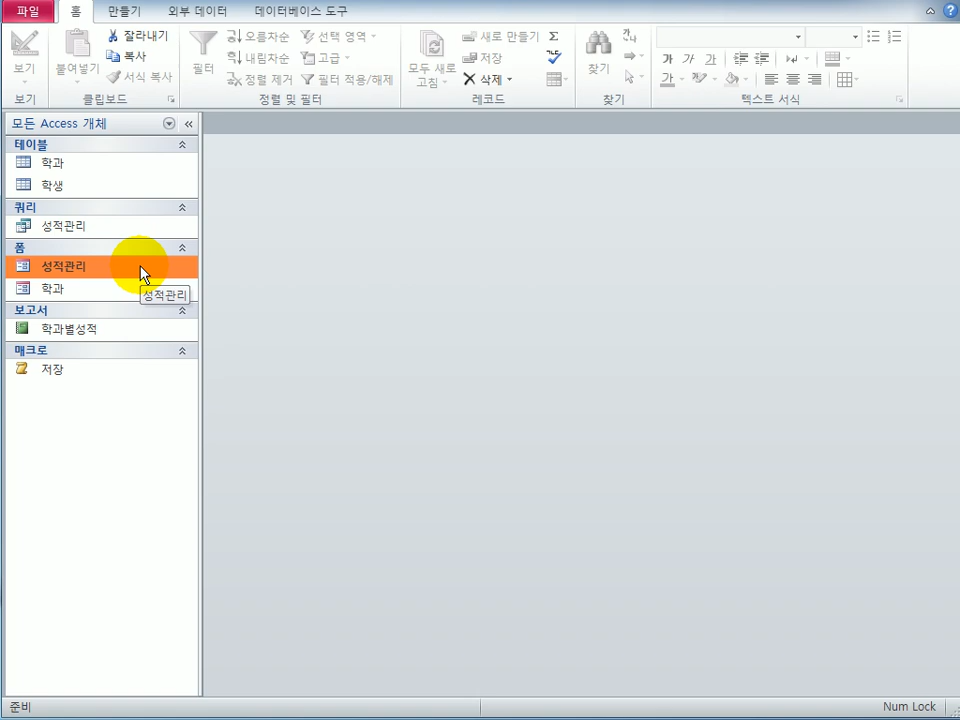 파일 홈 만들기 외부 데이터 데이터베이스 도구
보기
보기
붙여넣기
잘라내기
복사
서식 복사
클립보드
필터
오름차순
내림차순
정렬 제거
선택 영역
고급
필터 적용/해제
정렬 및 필터
모두 새로
고침
새로 만들기
저장
삭제
레코드
찾기
찾기
가 가 가
가
텍스트 서식
모든 Access 개체
테이블
학과
학생
쿼리
성적관리
폼
성적관리
성적관리
학과
보고서
학과별성적
매크로
저장
준비
Num Lock